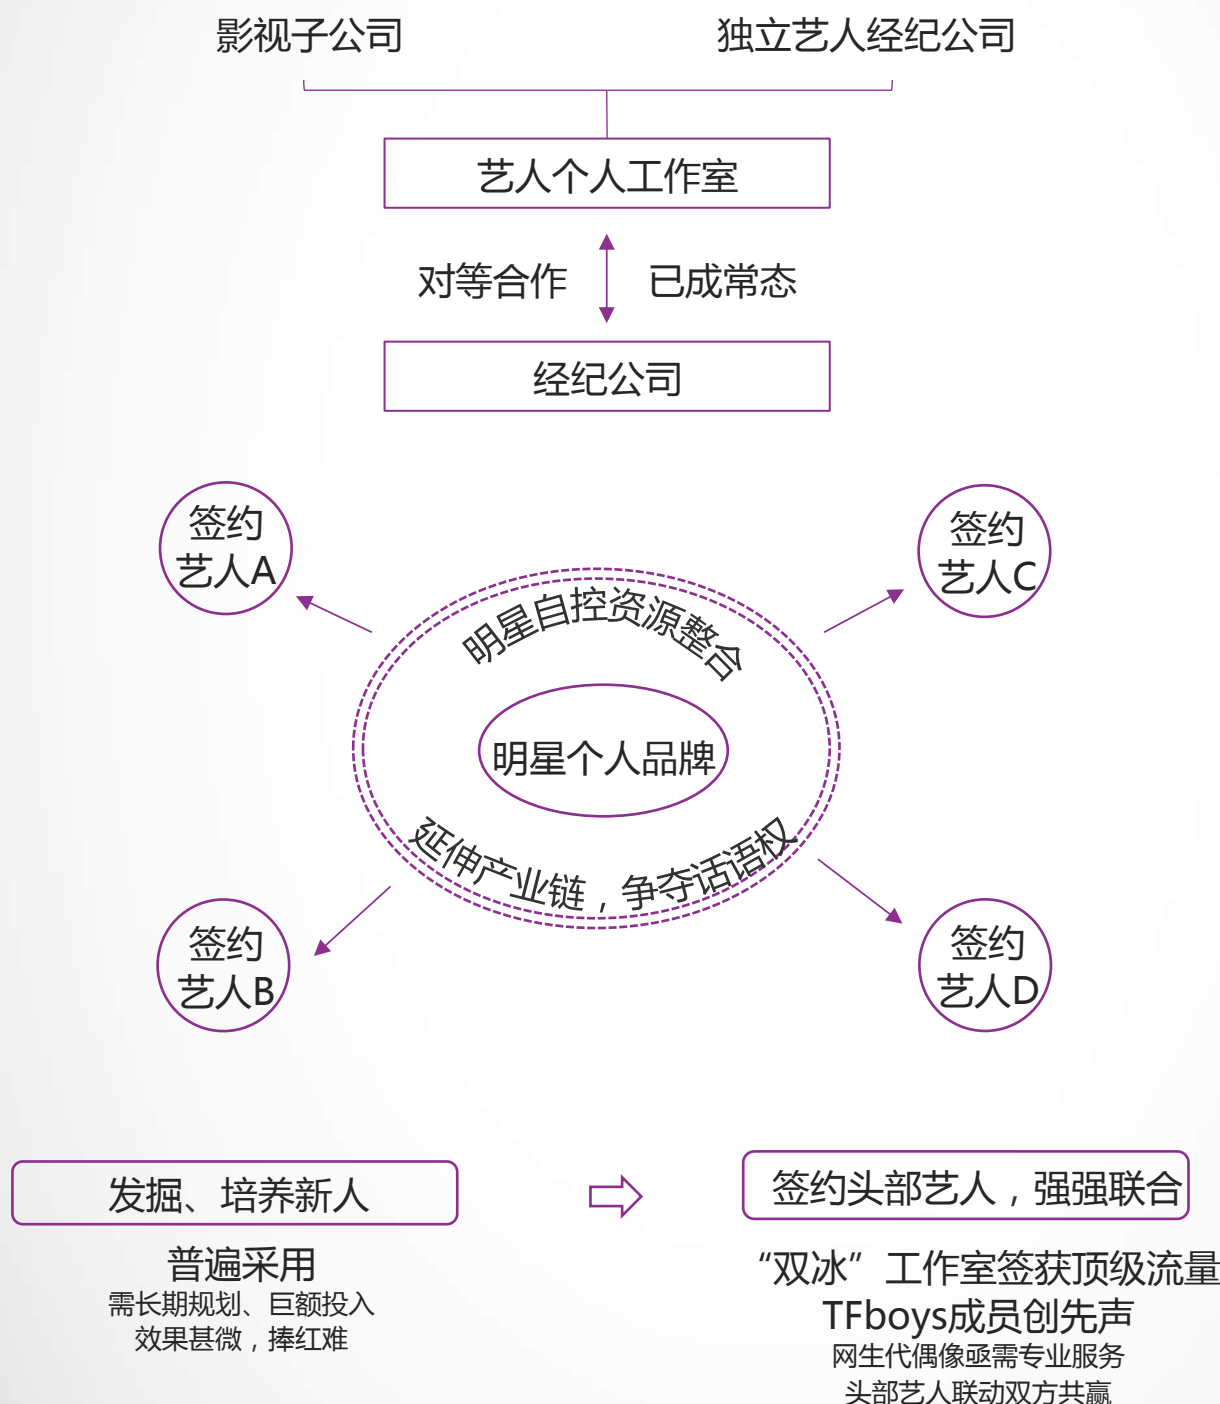 影视子公司
独立艺人经纪公司
艺人个人工作室
对等合作
已成常态
经纪公司
签约
艺人A
签约
艺人C
明星自控资源整合
明星个人品牌
延伸产业链，争夺话语权
签约
艺人B
签约
艺人D
发掘、培养新人
普遍采用
需长期规划、巨额投入
效果甚微，捧红难
签约头部艺人，强强联合
“双冰”工作室签获顶级流量
TFboys成员创先声
网生代偶像亟需专业服务
头部艺人联动双方共赢